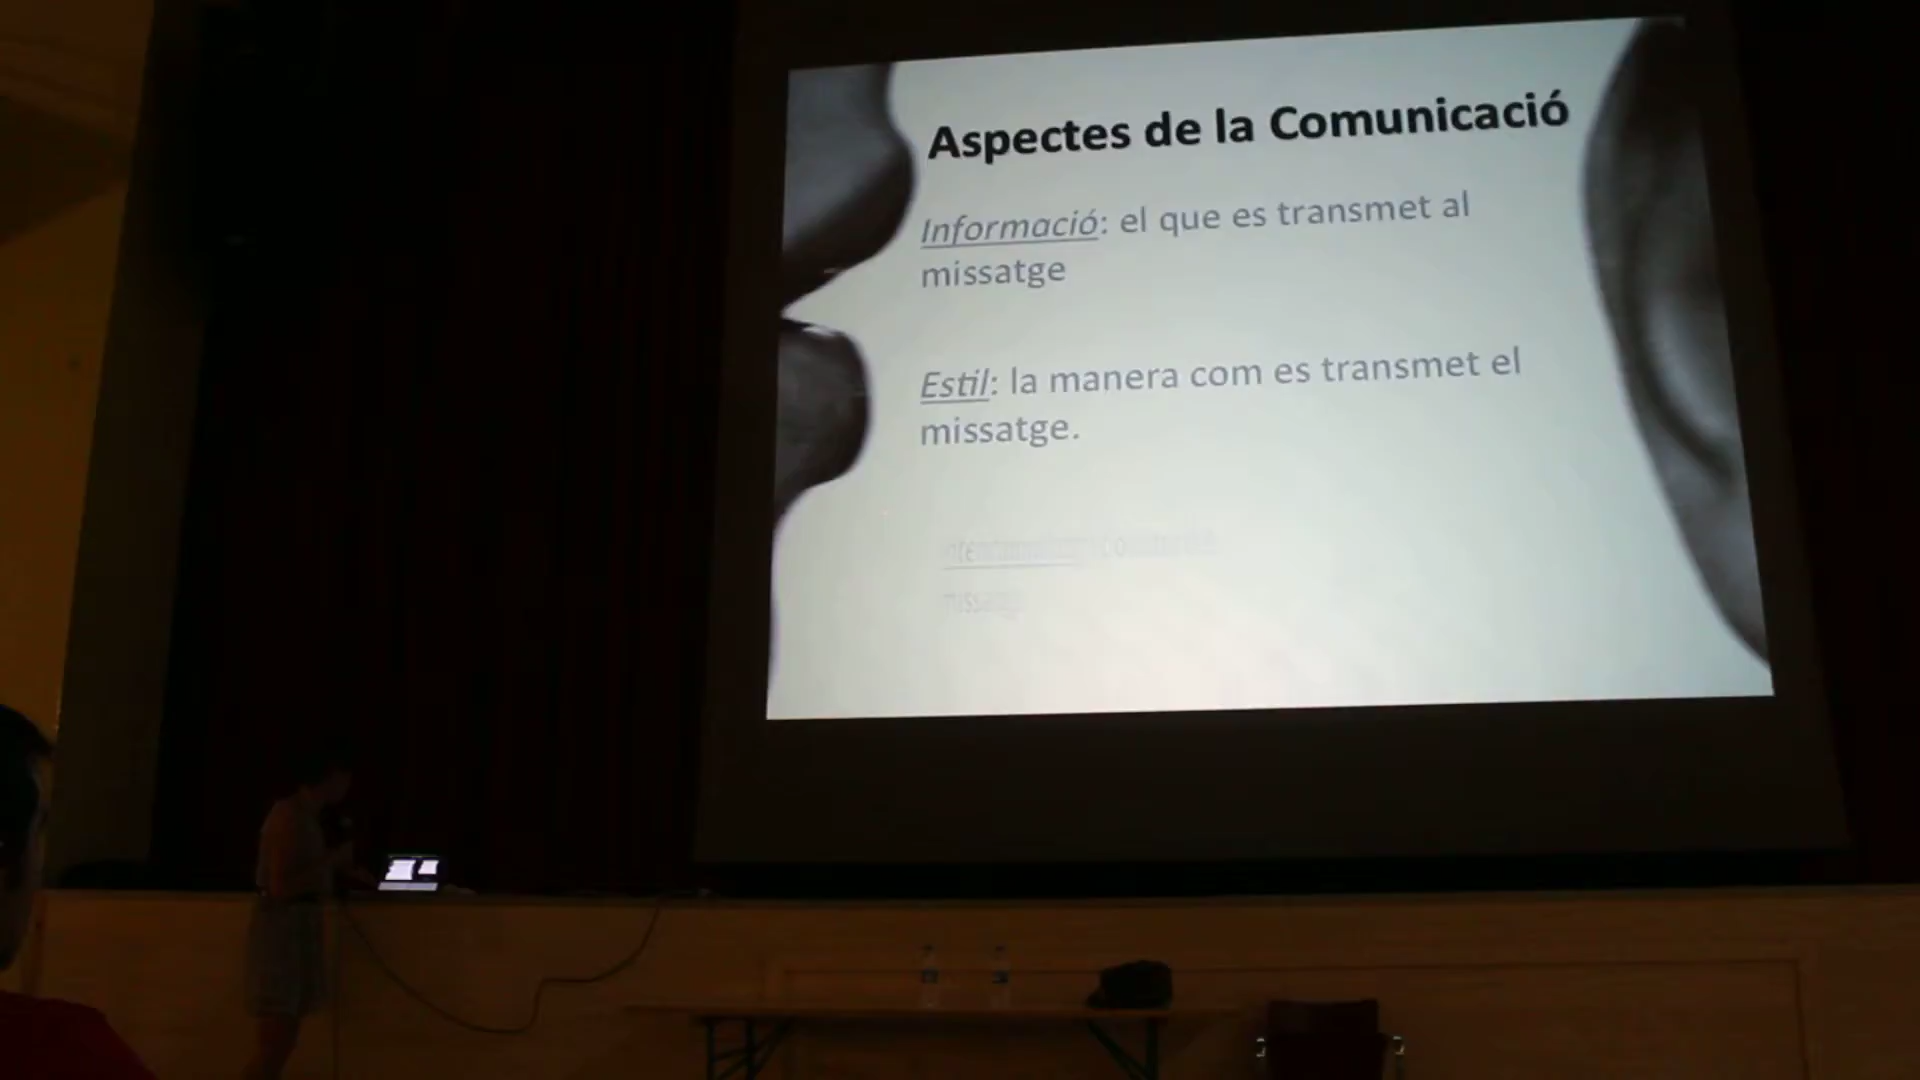 Aspectes de la Comunicació
Informació: el que es transmet al
missatge
Estil: la manera com es transmet el
missatge.